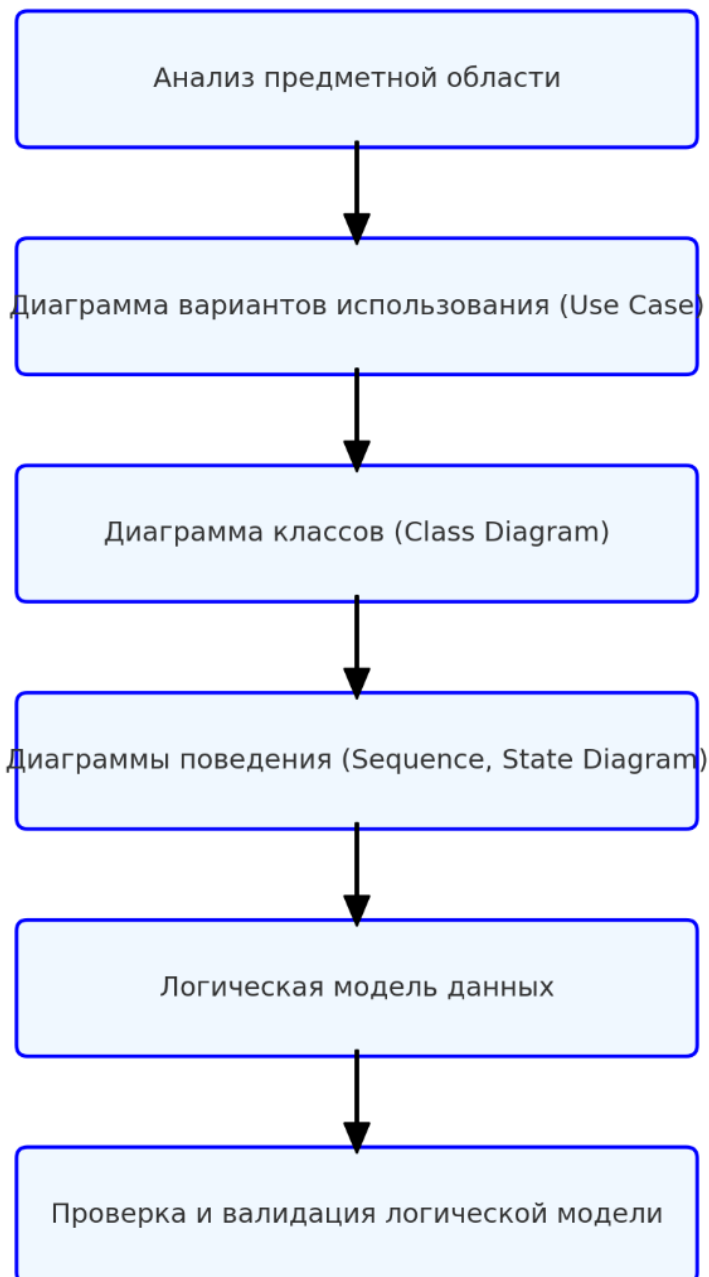 Анализ предметной области
Диаграмма вариантов использования (Use Case)
Диаграмма классов (Class Diagram)
Диаграммы поведения (Sequence, State Diagram)
Логическая модель данных
Проверка и валидация логической модели